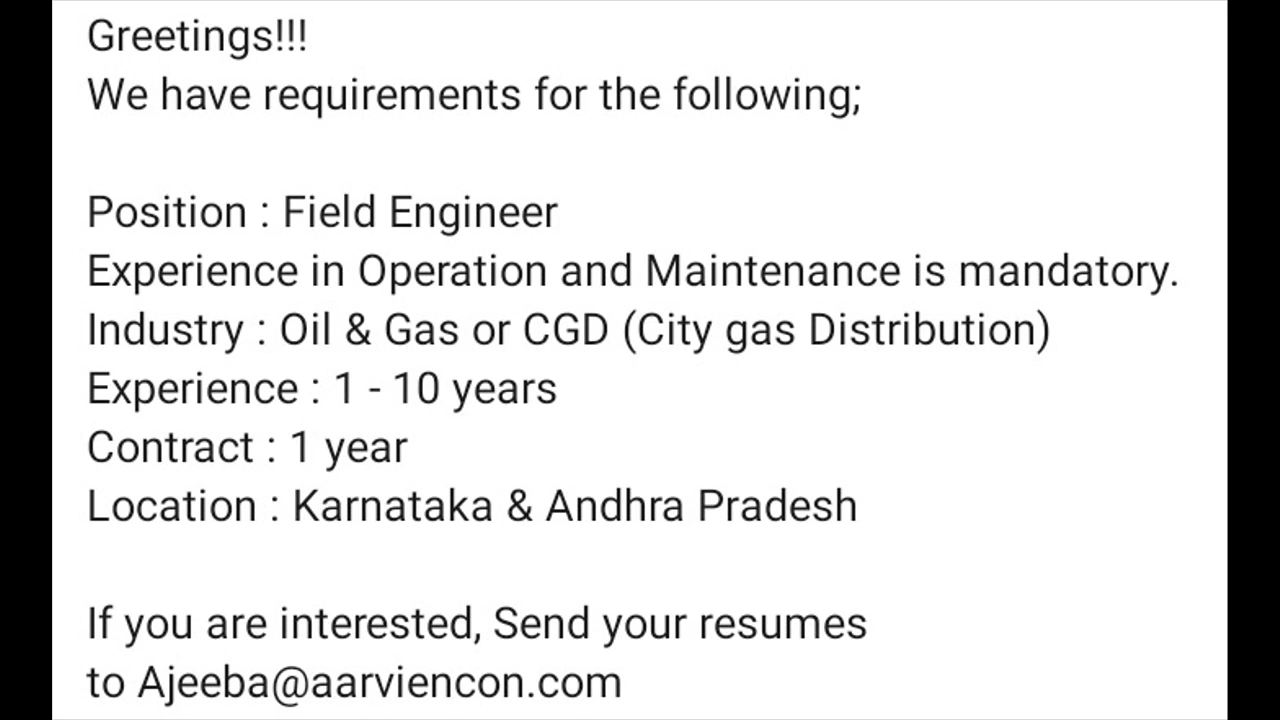 Greetings!!!
We have requirements for the following;
Position : Field Engineer
Experience in Operation and Maintenance is mandatory.
Industry : Oil & Gas or CGD (City gas Distribution)
Experience : 1 - 10 years
Contract : 1 year
Location : Karnataka & Andhra Pradesh
If you are interested, Send your resumes
to Ajeeba@aarviencon.com